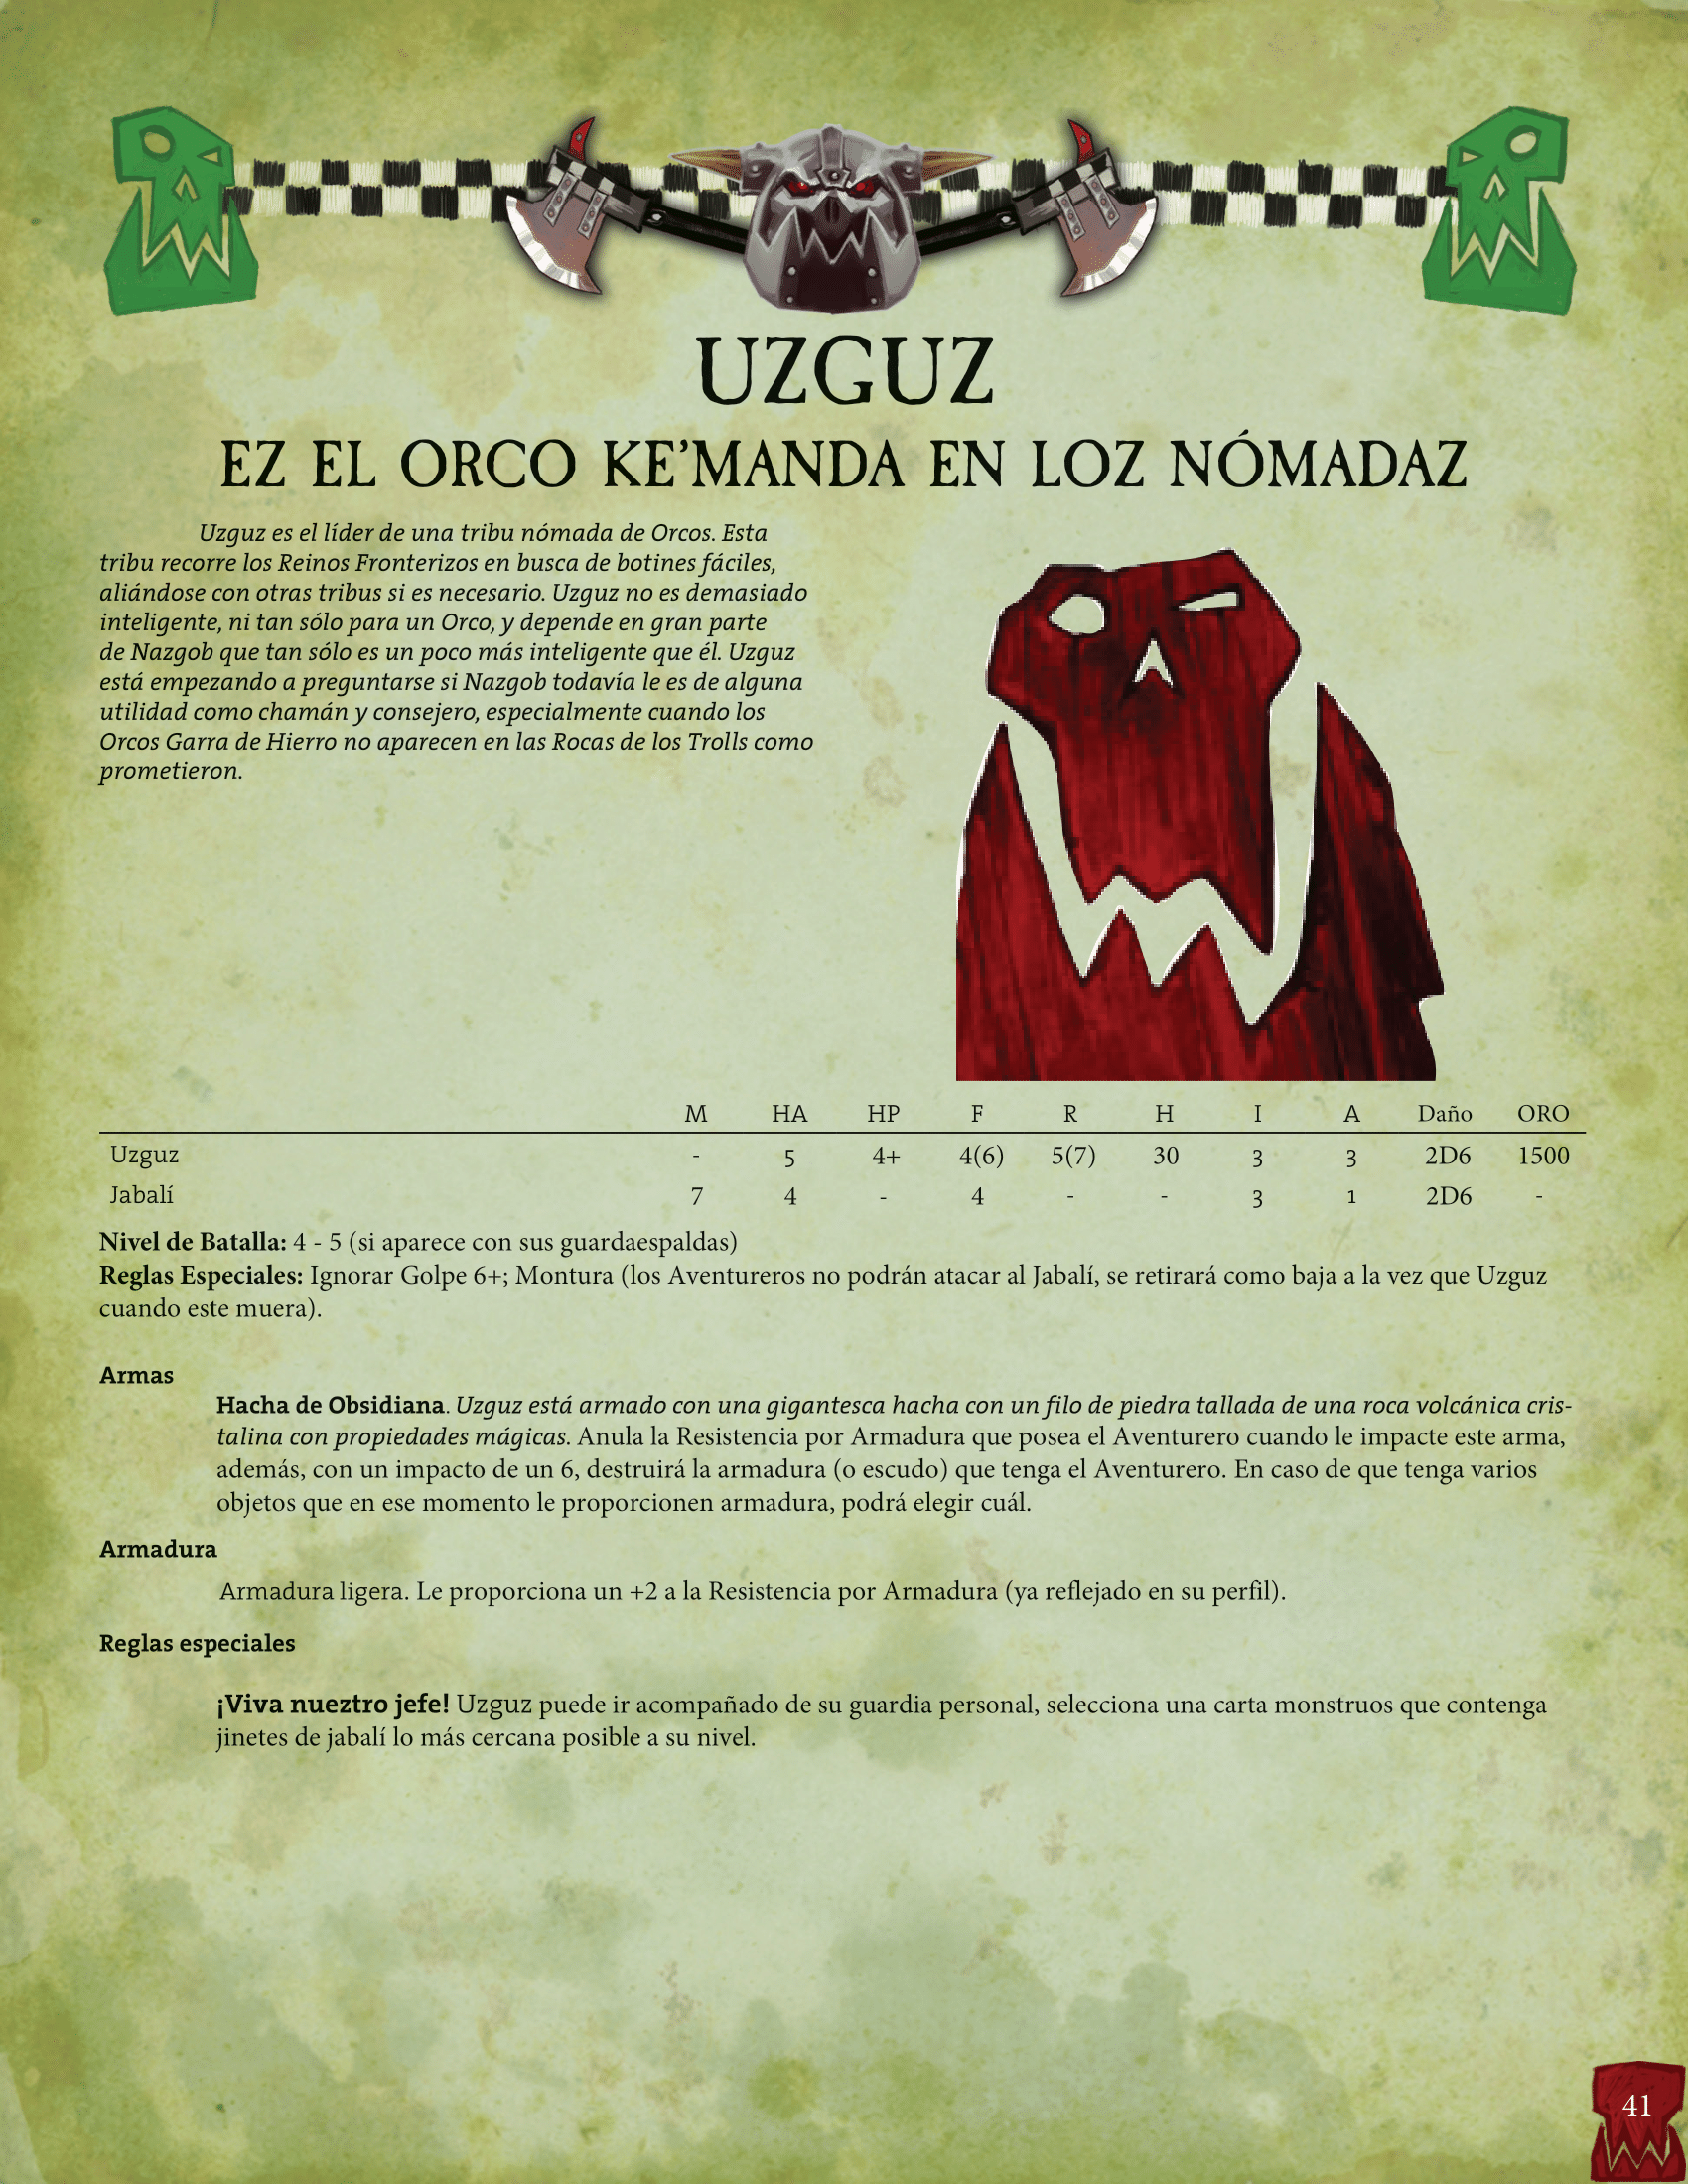 UZGUZ
EZ EL ORCO KE'MANDA EN LOZ NÓMADAZ
Uzguz es el líder de una tribu nómada de Orcos. Esta
tribu recorre los Reinos Fronterizos en busca de botines fáciles,
aliándose con otras tribus si es necesario. Uzguz no es demasiado
inteligente, ni tan sólo para un Orco, y depende en gran parte
de Nazgob que tan sólo es un poco más inteligente que él. Uzguz
está empezando a preguntarse si Nazgob todavía le es de alguna
utilidad como chamán y consejero, especialmente cuando los
Orcos Garra de Hierro no aparecen en las Rocas de los Trolls como
prometieron.
M HA HP F R H I A Daño ORO
Uzguz - 5 4+ 4(6) 5(7) 30 3 3 2D6 1500
Jabalí 7 4 - 4 - - 3 1 2D6 -
Nivel de Batalla: 4 - 5 (si aparece con sus guardaespaldas)
Reglas Especiales: Ignorar Golpe 6+; Montura (los Aventureros no podrán atacar al Jabalí, se retirará como baja a la vez que Uzguz
cuando este muera).
Armas
Hacha de Obsidiana. Uzguz está armado con una gigantesca hacha con un filo de piedra tallada de una roca volcánica cris-
talina con propiedades mágicas. Anula la Resistencia por Armadura que posea el Aventurero cuando le impacte este arma,
además, con un impacto de un 6, destruirá la armadura (o escudo) que tenga el Aventurero. En caso de que tenga varios
objetos que en ese momento le proporcionen armadura, podrá elegir cuál.
Armadura
Armadura ligera. Le proporciona un +2 a la Resistencia por Armadura (ya reflejado en su perfil).
Reglas especiales
¡Viva nueztro jefe! Uzguz puede ir acompañado de su guardia personal, selecciona una carta monstruos que contenga
jinetes de jabalí lo más cercana posible a su nivel.
41